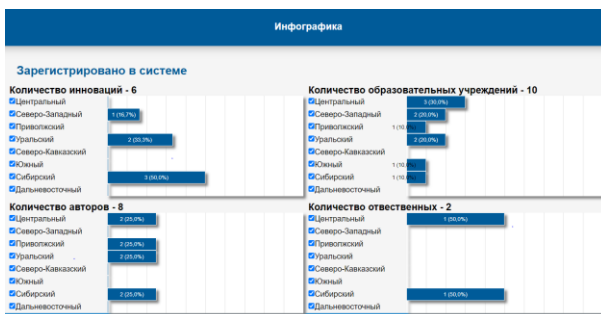 Инфографика
Зарегистрировано в системе
Количество инноваций - 6
Центральный
Северо-Западный 1 (16,7%)
Приволжский
Уральский 2 (33,3%)
Северо-Кавказский
Южный
Сибирский 3 (50,0%)
Дальневосточный
Количество образовательных учреждений - 10
Центральный 3 (30,0%)
Северо-Западный 2 (20,0%)
Приволжский 1 (10,0%)
Уральский 2 (20,0%)
Северо-Кавказский
Южный 1 (10,0%)
Сибирский 1 (10,0%)
Дальневосточный
Количество авторов - 8
Центральный 2 (25,0%)
Северо-Западный
Приволжский 2 (25,0%)
Уральский 2 (25,0%)
Северо-Кавказский
Южный
Сибирский 2 (25,0%)
Дальневосточный
Количество отвественных - 2
Центральный 1 (50,0%)
Северо-Западный
Приволжский
Уральский
Северо-Кавказский
Южный
Сибирский 1 (50,0%)
Дальневосточный